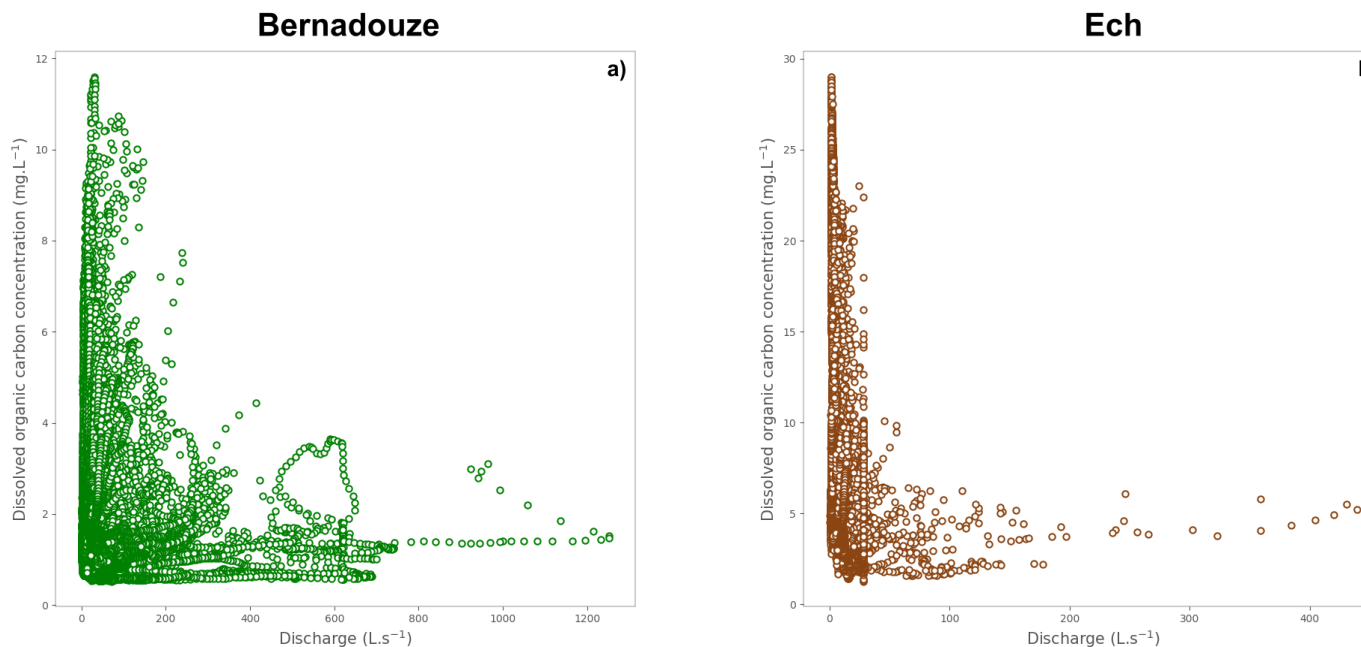 Bernadouze
Ech
a)
12
10
8
6
4
2
0
0 200 400 600 800 1000 1200
Dissolved organic carbon concentration (mg.L⁻¹)
Discharge (L.s⁻¹)
30
25
20
15
10
5
0
0 100 200 300 400
Dissolved organic carbon concentration (mg.L⁻¹)
Discharge (L.s⁻¹)